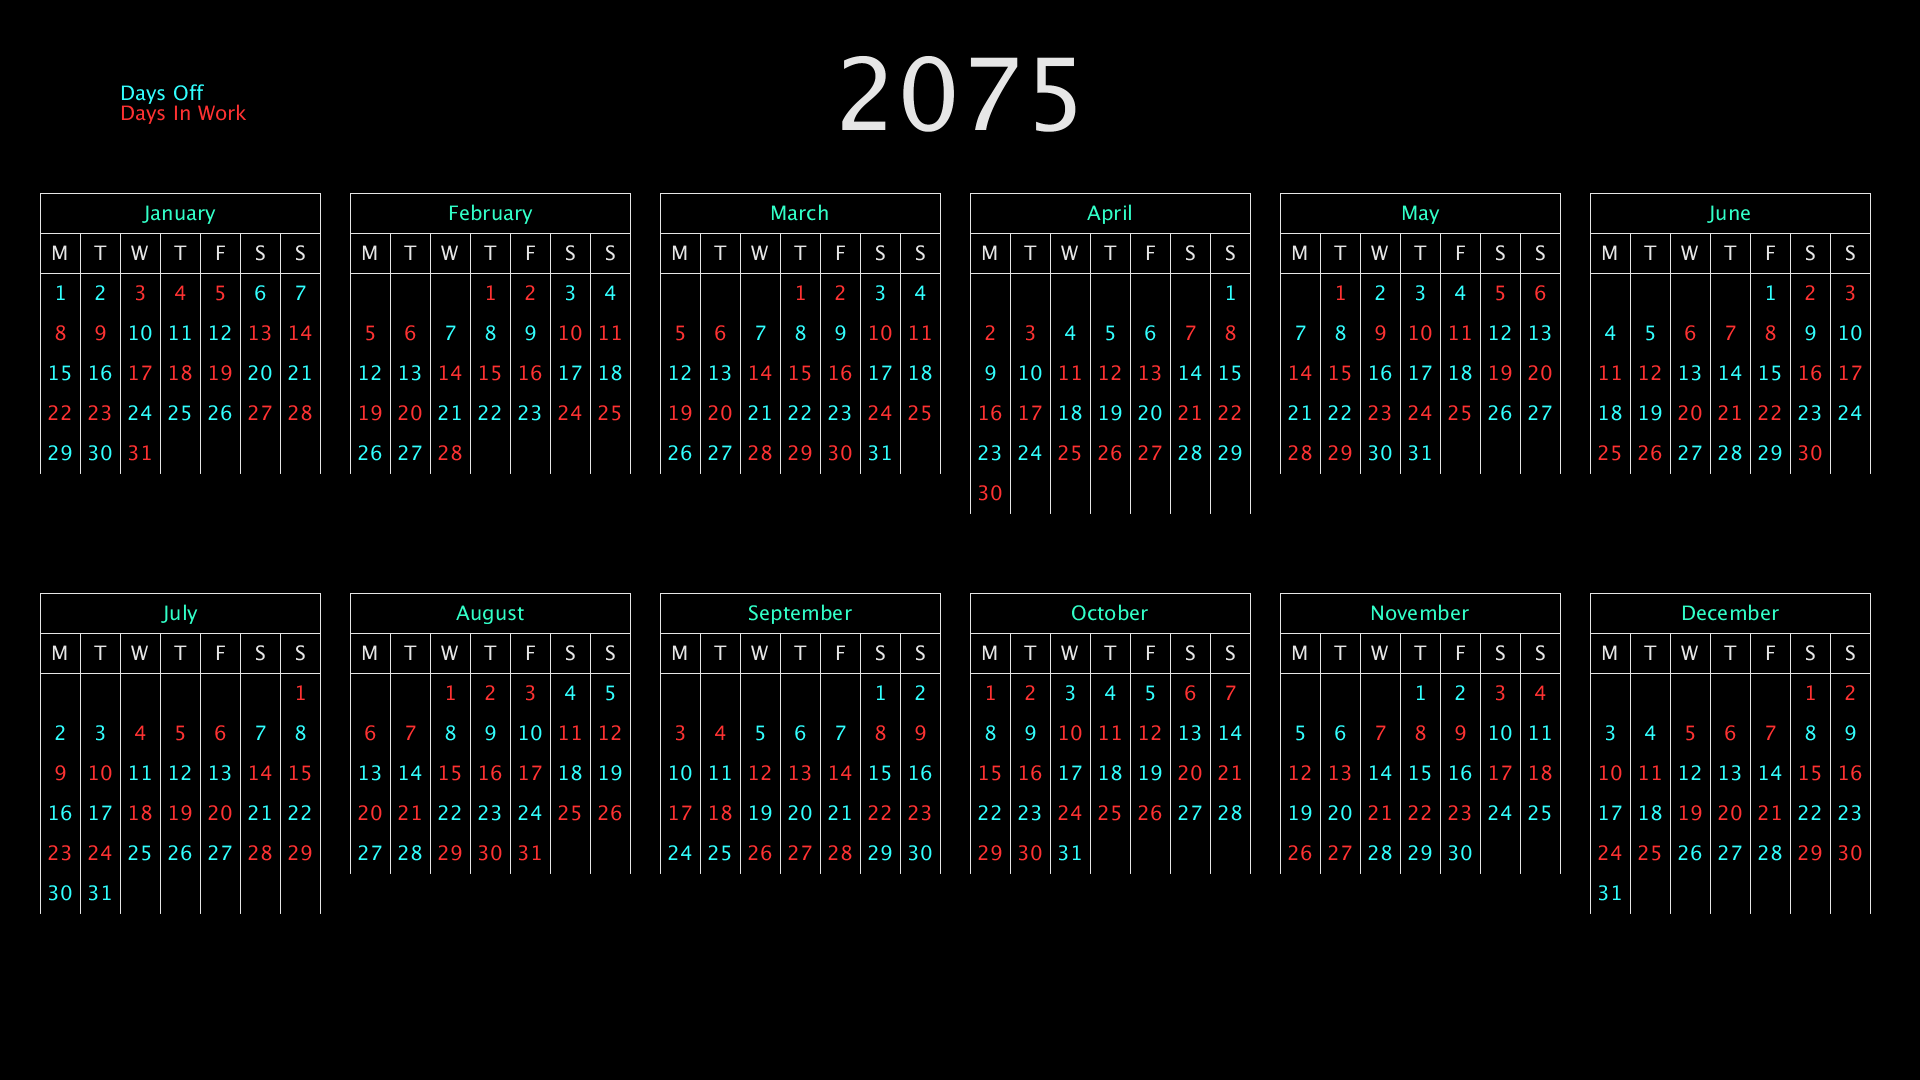 2075
Days Off
Days In Work
January
M T W T F S S
1 2 3 4 5 6 7
8 9 10 11 12 13 14
15 16 17 18 19 20 21
22 23 24 25 26 27 28
29 30 31
February
M T W T F S S
1 2 3 4
5 6 7 8 9 10 11
12 13 14 15 16 17 18
19 20 21 22 23 24 25
26 27 28
March
M T W T F S S
1 2 3 4
5 6 7 8 9 10 11
12 13 14 15 16 17 18
19 20 21 22 23 24 25
26 27 28 29 30 31
April
M T W T F S S
1
2 3 4 5 6 7 8
9 10 11 12 13 14 15
16 17 18 19 20 21 22
23 24 25 26 27 28 29
30
May
M T W T F S S
1 2 3 4 5 6
7 8 9 10 11 12 13
14 15 16 17 18 19 20
21 22 23 24 25 26 27
28 29 30 31
June
M T W T F S S
1 2 3
4 5 6 7 8 9 10
11 12 13 14 15 16 17
18 19 20 21 22 23 24
25 26 27 28 29 30
July
M T W T F S S
1
2 3 4 5 6 7 8
9 10 11 12 13 14 15
16 17 18 19 20 21 22
23 24 25 26 27 28 29
30 31
August
M T W T F S S
1 2 3 4 5
6 7 8 9 10 11 12
13 14 15 16 17 18 19
20 21 22 23 24 25 26
27 28 29 30 31
September
M T W T F S S
1 2
3 4 5 6 7 8 9
10 11 12 13 14 15 16
17 18 19 20 21 22 23
24 25 26 27 28 29 30
October
M T W T F S S
1 2 3 4 5 6 7
8 9 10 11 12 13 14
15 16 17 18 19 20 21
22 23 24 25 26 27 28
29 30 31
November
M T W T F S S
1 2 3 4
5 6 7 8 9 10 11
12 13 14 15 16 17 18
19 20 21 22 23 24 25
26 27 28 29 30
December
M T W T F S S
1 2
3 4 5 6 7 8 9
10 11 12 13 14 15 16
17 18 19 20 21 22 23
24 25 26 27 28 29 30
31